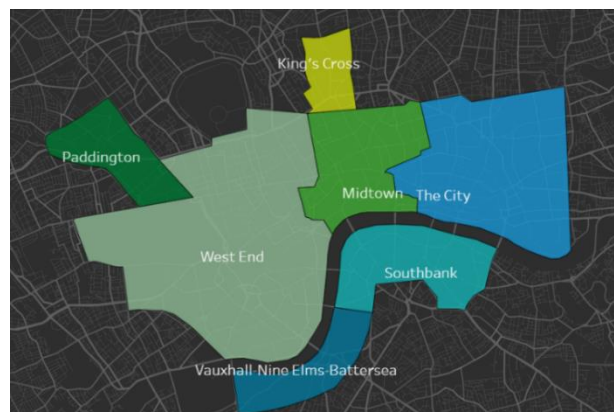 King's Cross
Paddington
Midtown
The City
West End
Southbank
Vauxhall-Nine Elms-Battersea